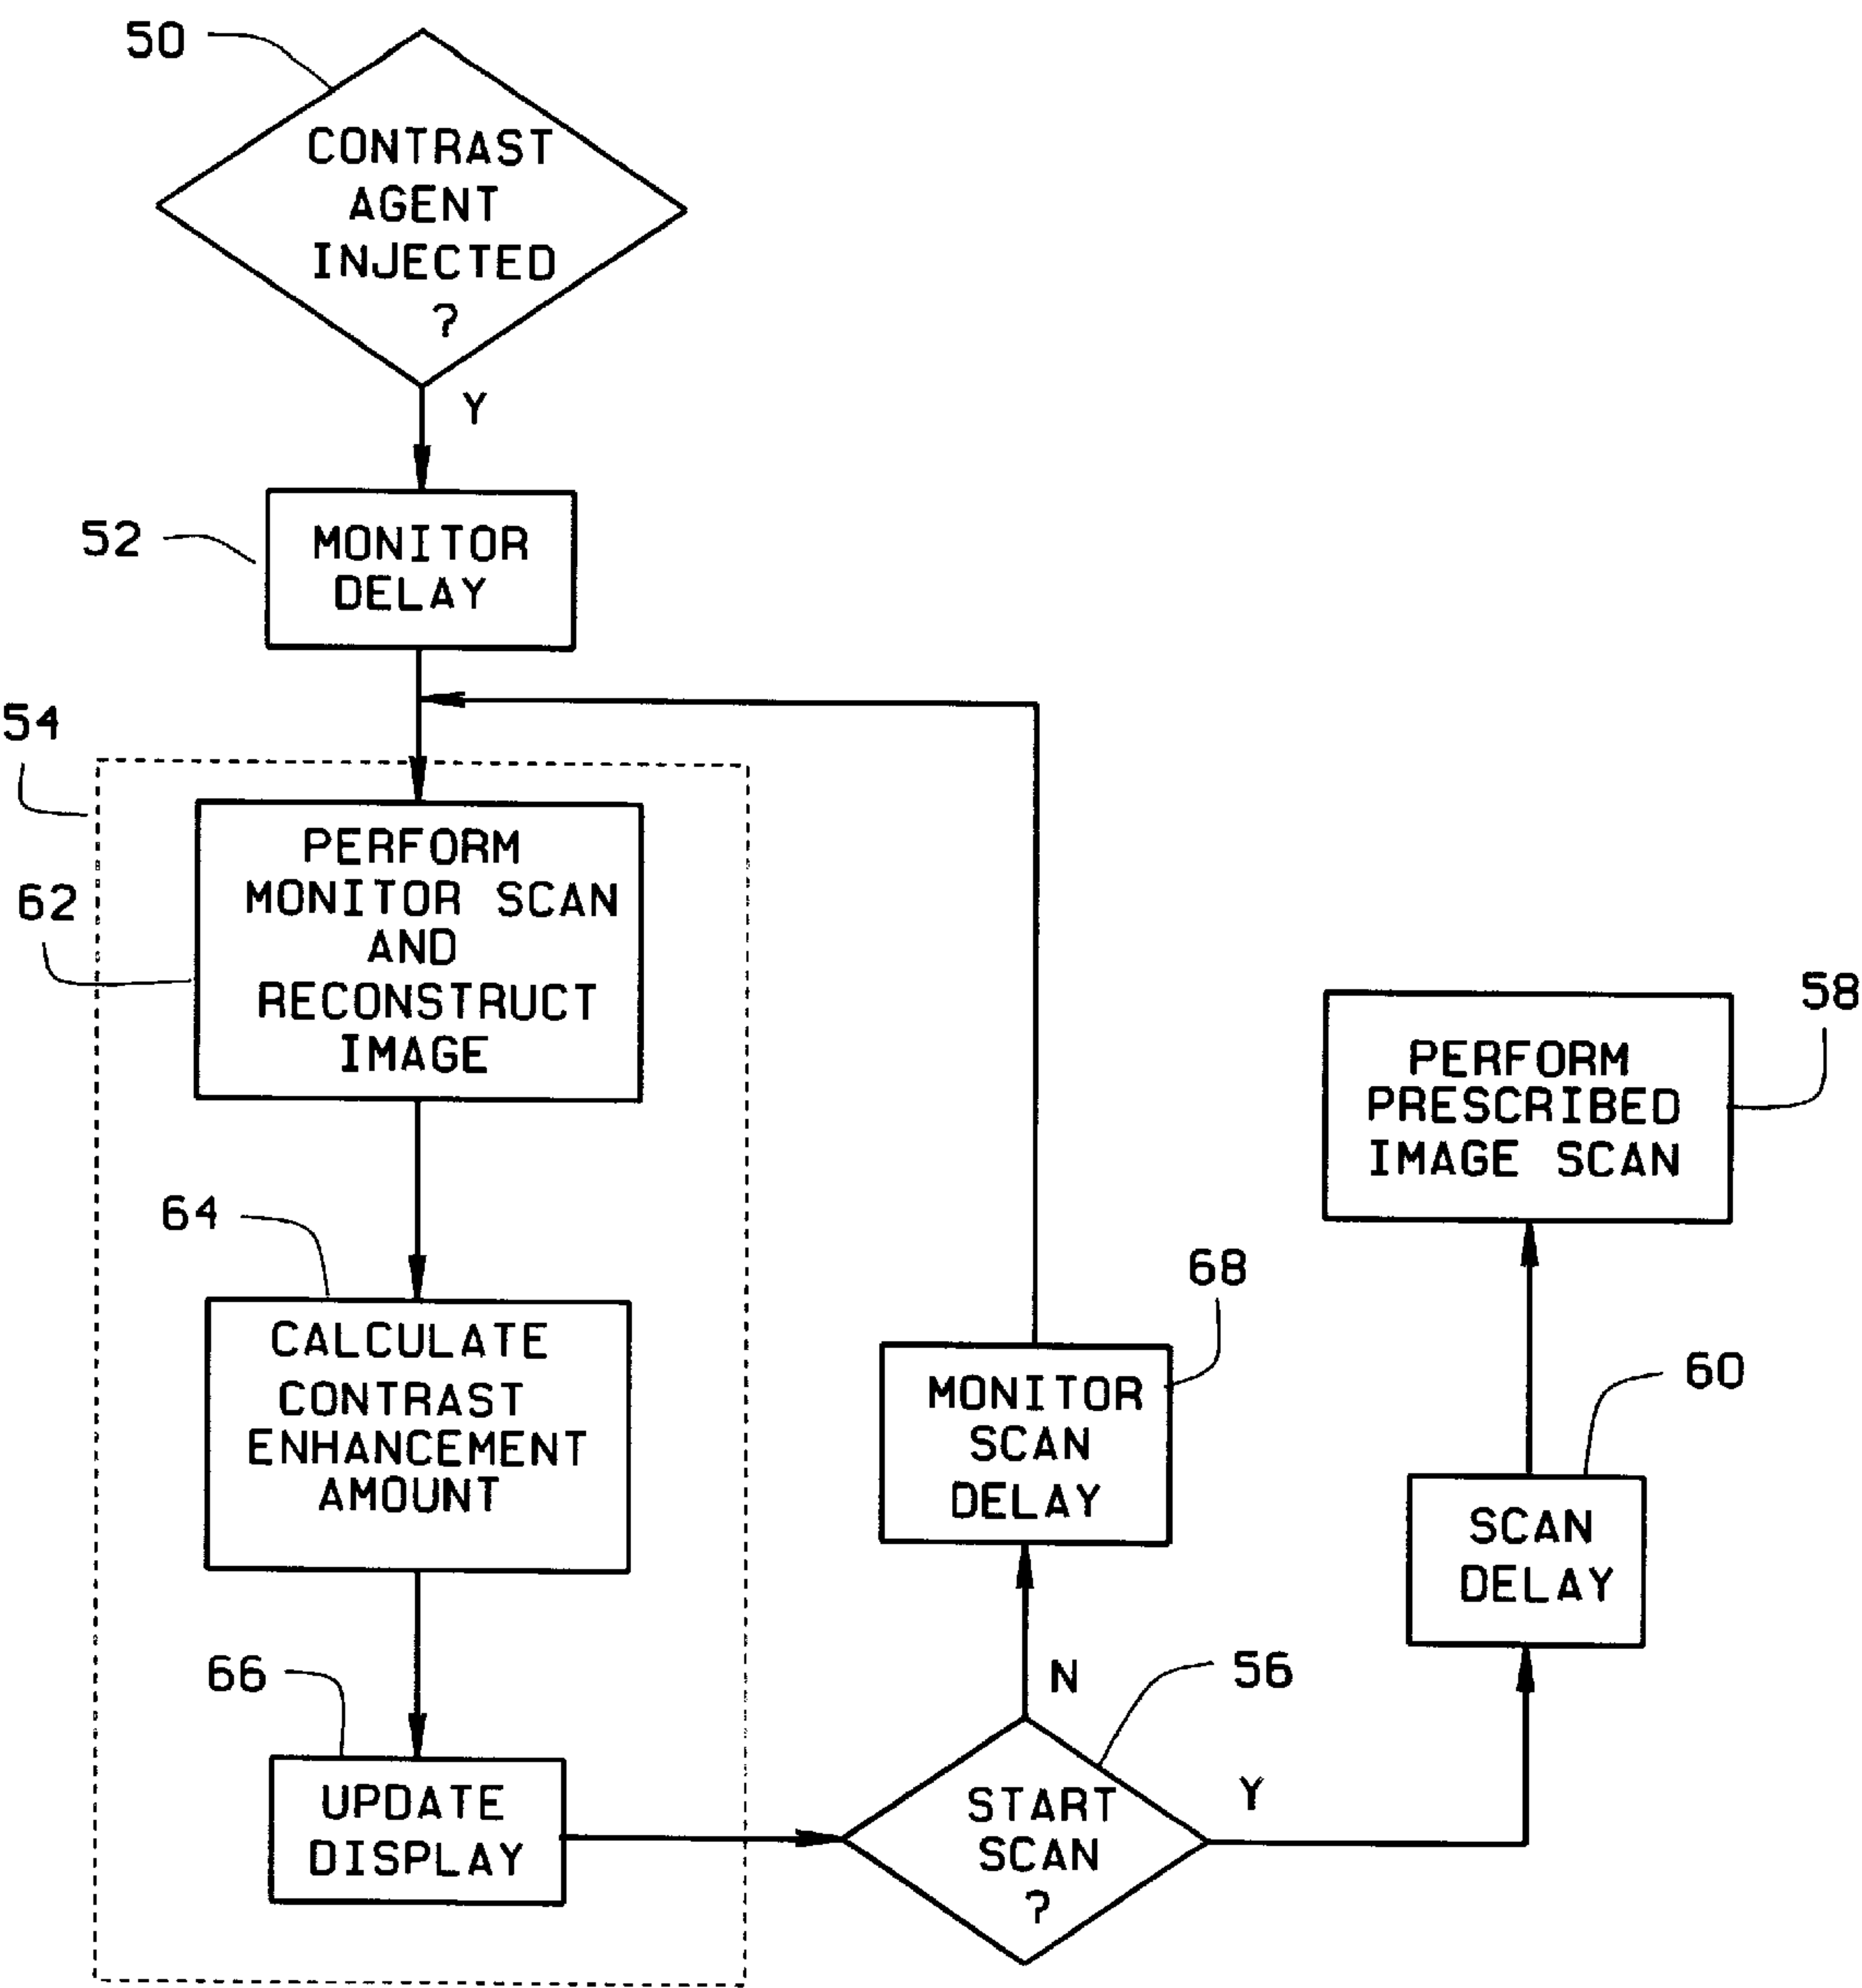 50
CONTRAST
AGENT
INJECTED
?
Y
52
MONITOR
DELAY
54
62
PERFORM
MONITOR SCAN
AND
RECONSTRUCT
IMAGE
64
CALCULATE
CONTRAST
ENHANCEMENT
AMOUNT
66
UPDATE
DISPLAY
68
MONITOR
SCAN
DELAY
N
56
START
SCAN
?
Y
60
SCAN
DELAY
58
PERFORM
PRESCRIBED
IMAGE SCAN